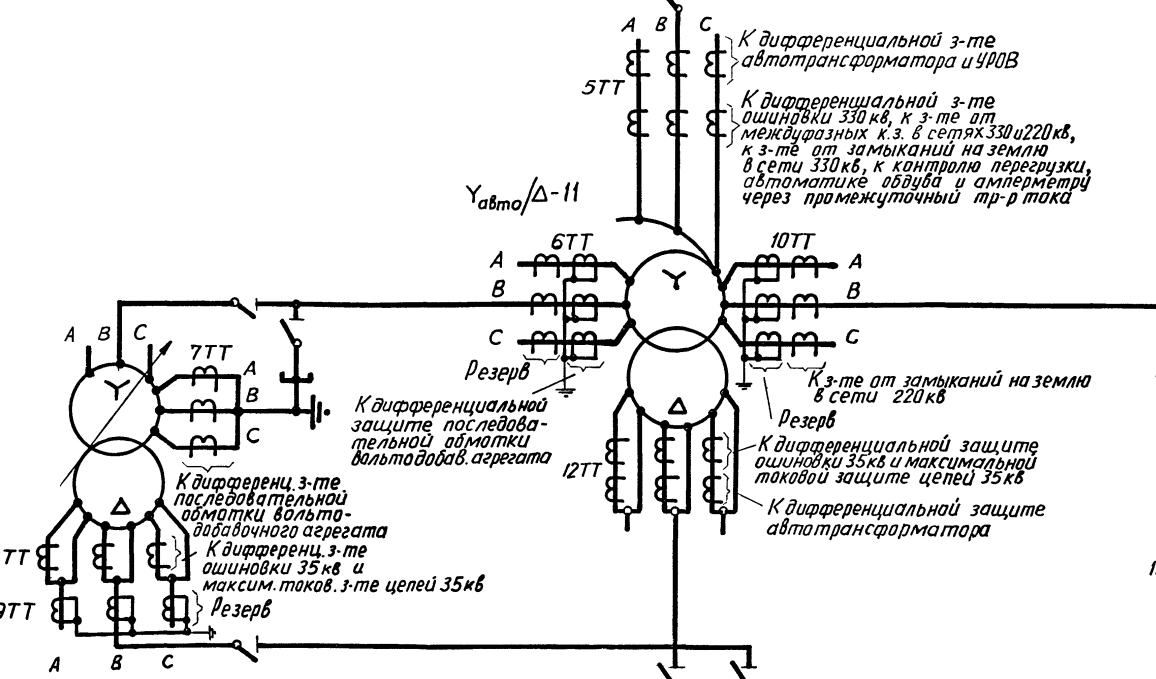 A B C
К дифференциальной з-те
автотрансформатора и УРОВ
5ТТ
К дифференциальной з-те
ошиновки 330 кв, к з-те от
междуфазных к.з. в сетях 330 и 220 кв,
к з-те от замыканий на землю
в сети 330 кв, к контролю перегрузки,
автоматике обдува и амперметру
через промежуточный тр-р тока
Yавто/Δ-11
6ТТ
10ТТ
A
A
B
B
C
C
Y
Резерв
К з-те от замыканий на землю
в сети 220 кв
Резерв
A B C
7ТТ
A
B
C
Y
К дифференциальной
защите последова-
тельной обмотки
вольтодобав. агрегата
Δ
12ТТ
К дифференциальной защите
ошиновки 35 кв и максимальной
токовой защите цепей 35 кв
К дифференциальной защите
автотрансформатора
К дифференц. з-те
последовательной
обмотки вольто-
добавочного агрегата
Δ
ТТ
К дифференц. з-те
ошиновки 35 кв и
максим. токов. з-те цепей 35 кв
9ТТ
Резерв
A B C
1